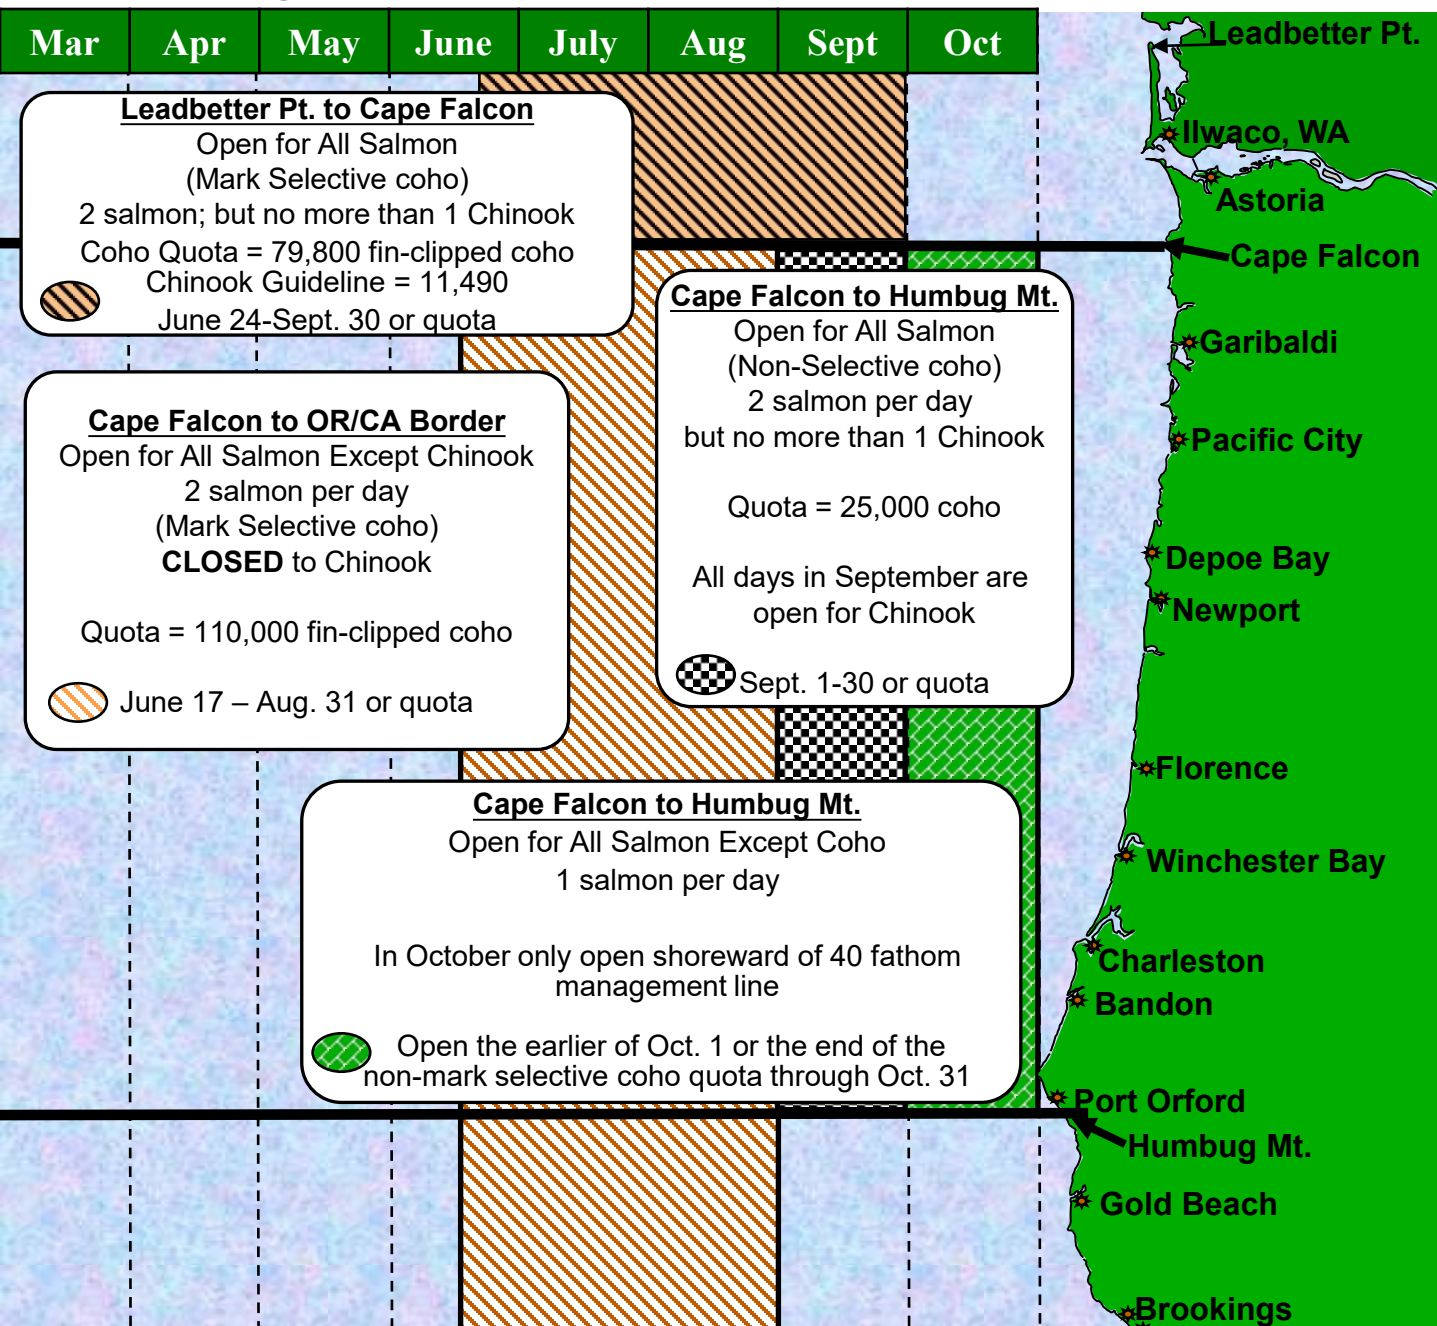 Mar Apr May June July Aug Sept Oct
Leadbetter Pt. to Cape Falcon
Open for All Salmon
(Mark Selective coho)
2 salmon; but no more than 1 Chinook
Coho Quota = 79,800 fin-clipped coho
Chinook Guideline = 11,490
June 24-Sept. 30 or quota
Cape Falcon to OR/CA Border
Open for All Salmon Except Chinook
2 salmon per day
(Mark Selective coho)
CLOSED to Chinook
Quota = 110,000 fin-clipped coho
June 17 – Aug. 31 or quota
Cape Falcon to Humbug Mt.
Open for All Salmon
(Non-Selective coho)
2 salmon per day
but no more than 1 Chinook
Quota = 25,000 coho
All days in September are
open for Chinook
Sept. 1-30 or quota
Cape Falcon to Humbug Mt.
Open for All Salmon Except Coho
1 salmon per day
In October only open shoreward of 40 fathom
management line
Open the earlier of Oct. 1 or the end of the
non-mark selective coho quota through Oct. 31
Leadbetter Pt.
Ilwaco, WA
Astoria
Cape Falcon
Garibaldi
Pacific City
Depoe Bay
Newport
Florence
Winchester Bay
Charleston
Bandon
Port Orford
Humbug Mt.
Gold Beach
Brookings